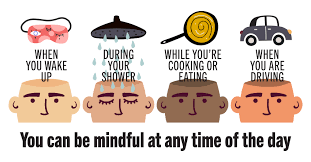 WHEN
YOU WAKE
UP
DURING
YOUR
SHOWER
WHILE YOU'RE
COOKING OR
EATING
WHEN
YOU ARE
DRIVING
You can be mindful at any time of the day